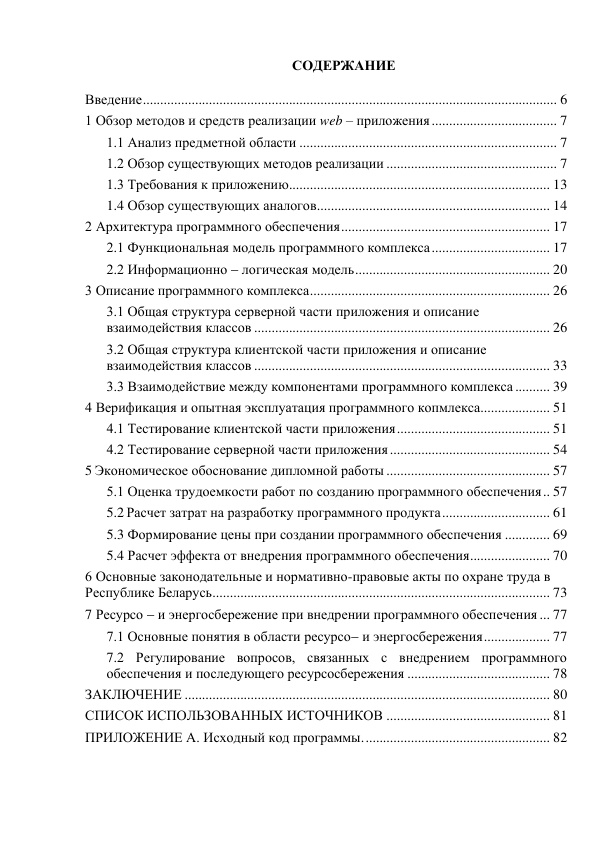 СОДЕРЖАНИЕ
Введение........................................................ 6
1 Обзор методов и средств реализации web – приложения .................................... 7
1.1 Анализ предметной области ........................................ 7
1.2 Обзор существующих методов реализации ........................................ 7
1.3 Требования к приложению........................................ 13
1.4 Обзор существующих аналогов........................................ 14
2 Архитектура программного обеспечения........................................ 17
2.1 Функциональная модель программного комплекса .................................. 17
2.2 Информационно – логическая модель........................................ 20
3 Описание программного комплекса........................................ 26
3.1 Общая структура серверной части приложения и описание
взаимодействия классов ........................................ 26
3.2 Общая структура клиентской части приложения и описание
взаимодействия классов ........................................ 33
3.3 Взаимодействие между компонентами программного комплекса .......... 39
4 Верификация и опытная эксплуатация программного копмлекса.................... 51
4.1 Тестирование клиентской части приложения........................................ 51
4.2 Тестирование серверной части приложения ........................................ 54
5 Экономическое обоснование дипломной работы ........................................ 57
5.1 Оценка трудоемкости работ по созданию программного обеспечения .. 57
5.2 Расчет затрат на разработку программного продукта............................... 61
5.3 Формирование цены при создании программного обеспечения ............. 69
5.4 Расчет эффекта от внедрения программного обеспечения....................... 70
6 Основные законодательные и нормативно-правовые акты по охране труда в
Республике Беларусь........................................ 73
7 Ресурсо – и энергосбережение при внедрении программного обеспечения ... 77
7.1 Основные понятия в области ресурсо– и энергосбережения................... 77
7.2 Регулирование вопросов, связанных с внедрением программного
обеспечения и последующего ресурсосбережения ........................................ 78
ЗАКЛЮЧЕНИЕ ........................................ 80
СПИСОК ИСПОЛЬЗОВАННЫХ ИСТОЧНИКОВ ........................................ 81
ПРИЛОЖЕНИЕ А. Исходный код программы........................................ 82